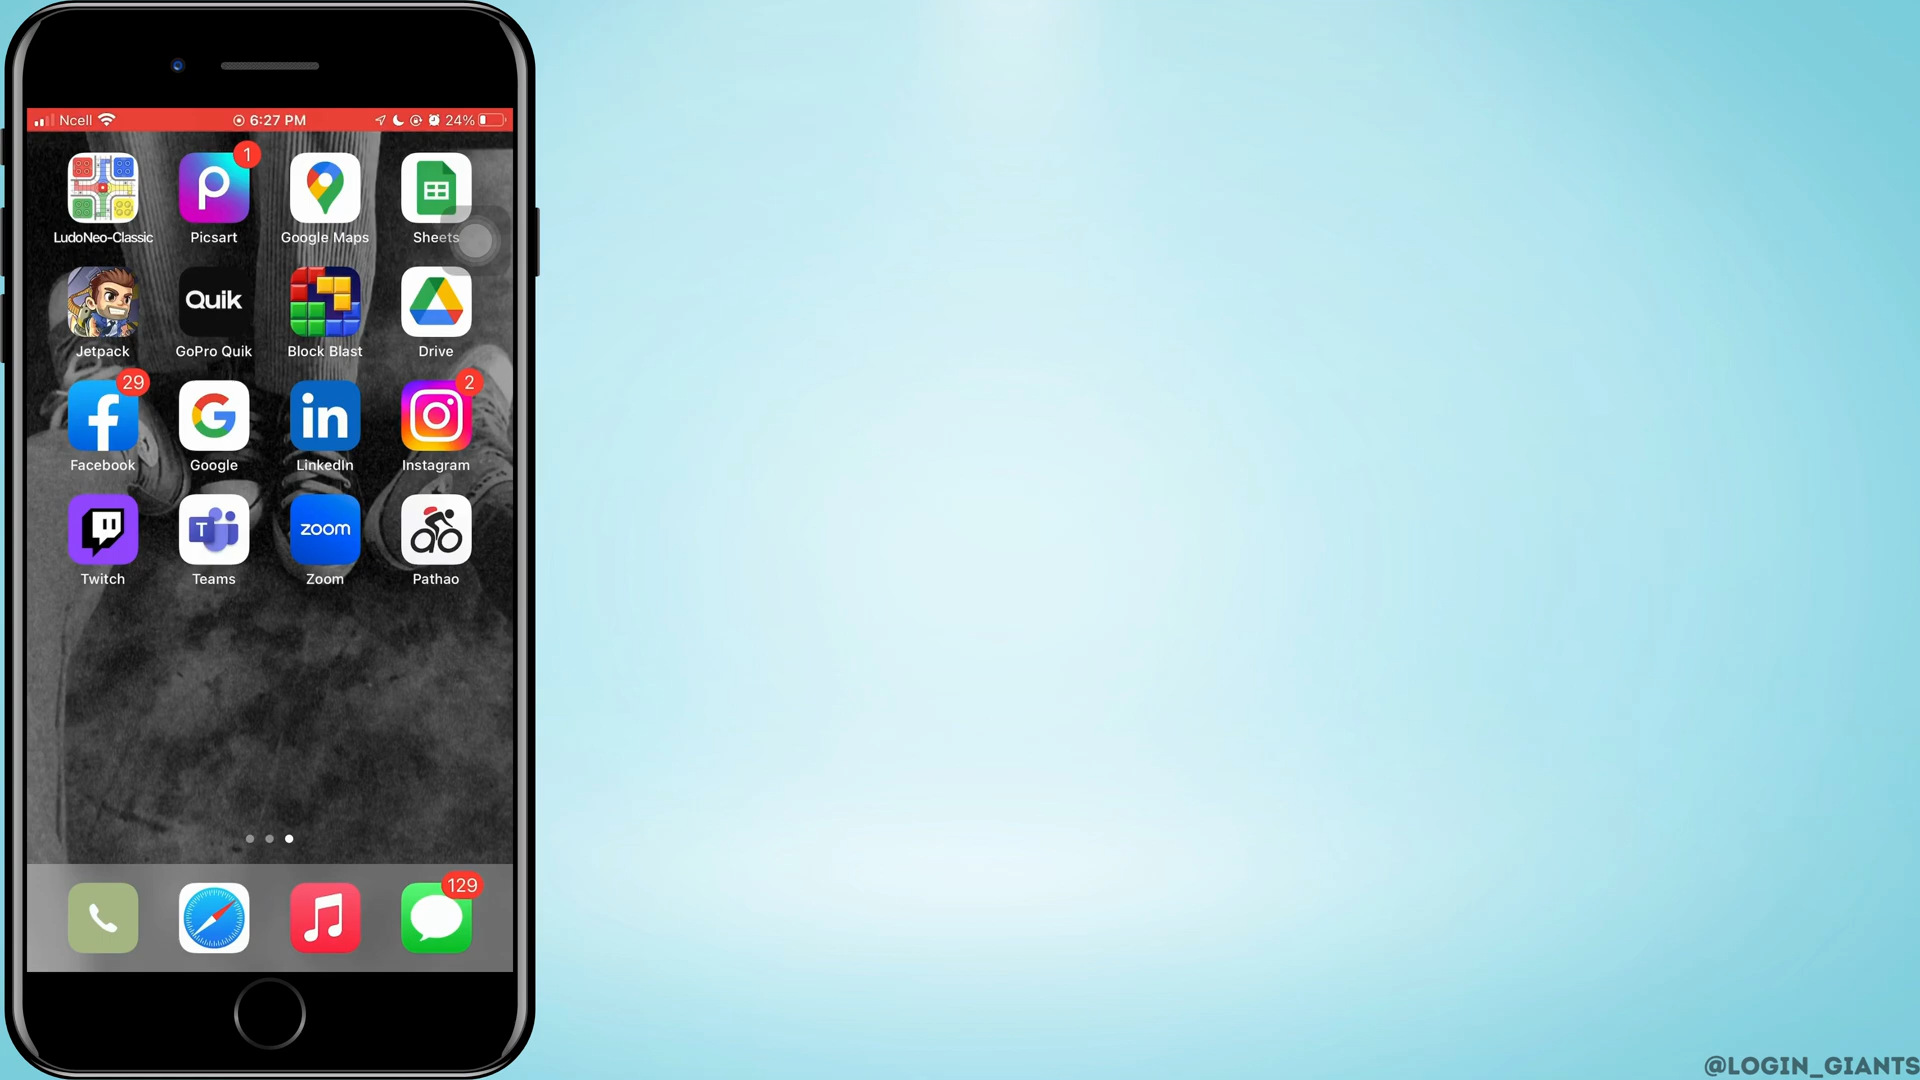 Ncell 6:27 PM 24%
1
LudoNeo-Classic Picsart Google Maps Sheets
Quik
Jetpack GoPro Quik Block Blast Drive
29 2
f G in
Facebook Google LinkedIn Instagram
T zoom
Twitch Teams Zoom Pathao
129
@LOGIN_GIANTS